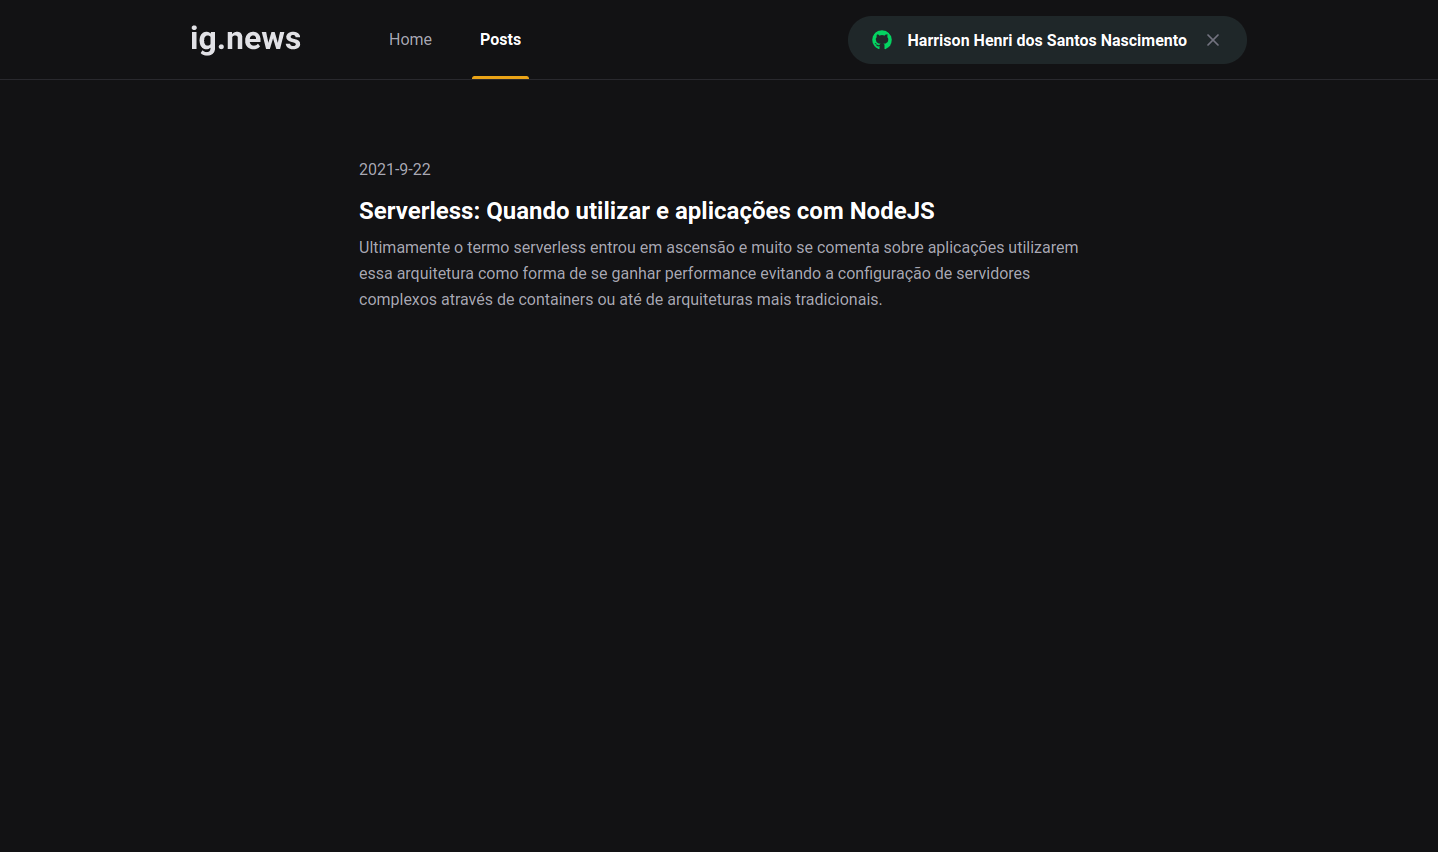 ig.news
Home
Posts
Harrison Henri dos Santos Nascimento
2021-9-22
Serverless: Quando utilizar e aplicações com NodeJS
Ultimamente o termo serverless entrou em ascensão e muito se comenta sobre aplicações utilizarem
essa arquitetura como forma de se ganhar performance evitando a configuração de servidores
complexos através de containers ou até de arquiteturas mais tradicionais.